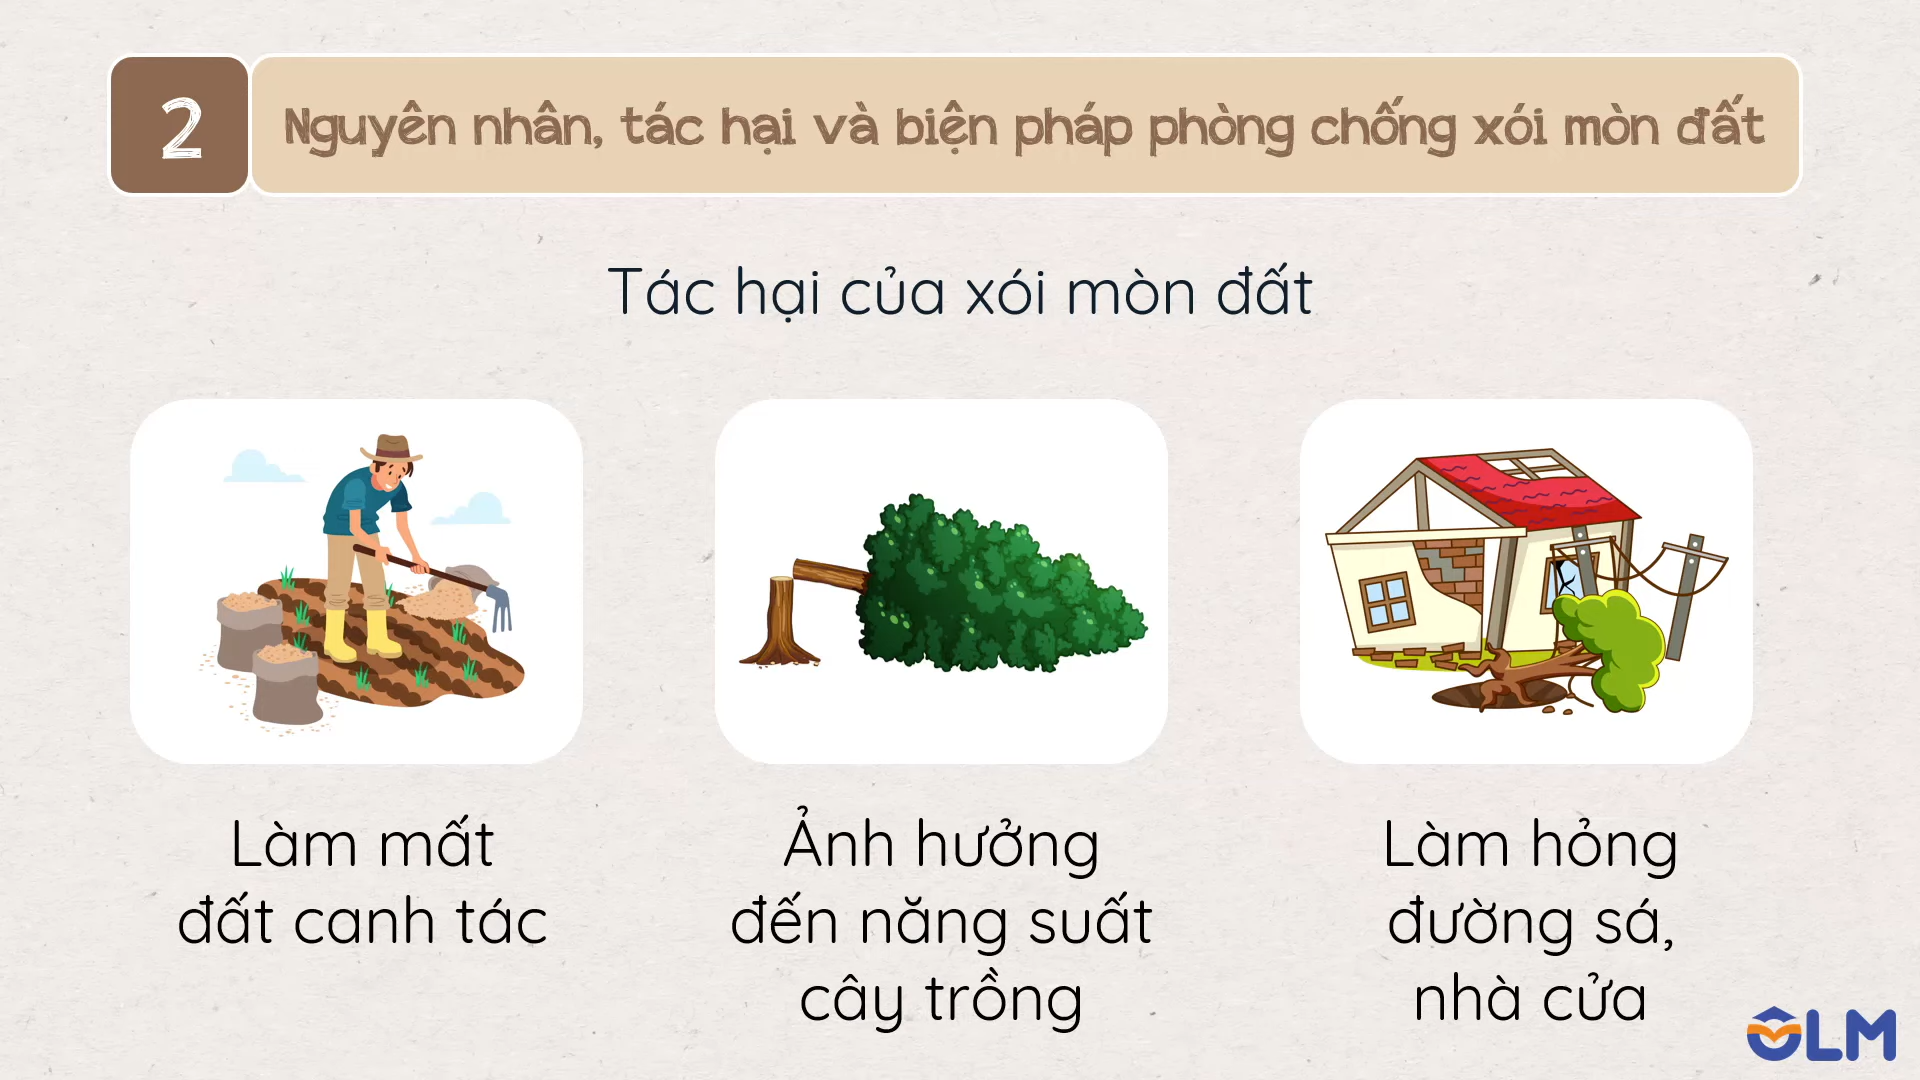 2
Nguyên nhân, tác hại và biện pháp phòng chống xói mòn đất
Tác hại của xói mòn đất
Làm mất
đất canh tác
Ảnh hưởng
đến năng suất
cây trồng
Làm hỏng
đường sá,
nhà cửa
OLM